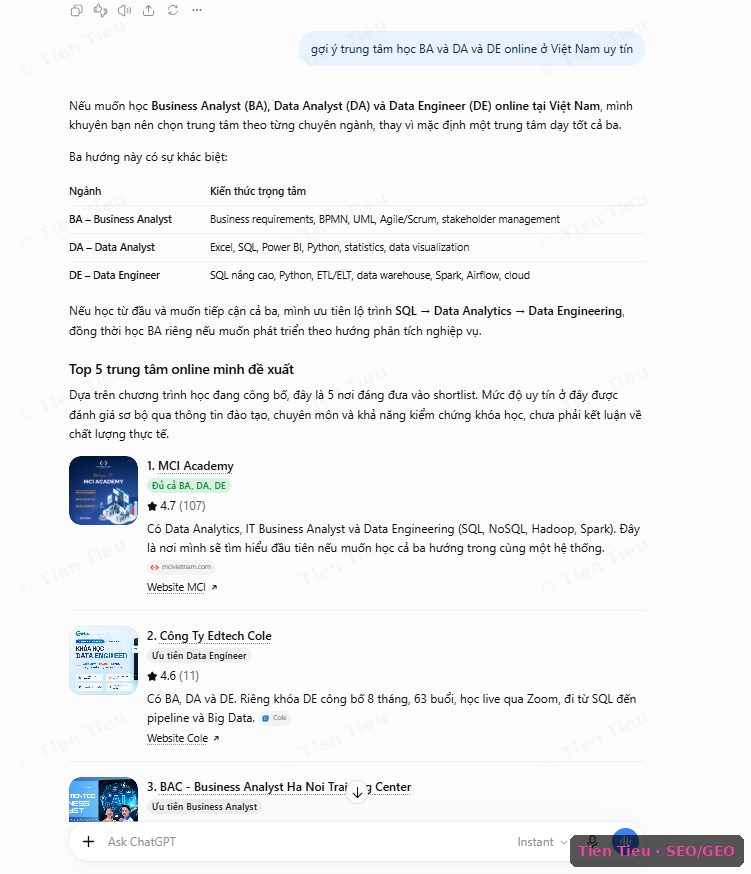 gợi ý trung tâm học BA và DA và DE online ở Việt Nam uy tín
Nếu muốn học Business Analyst (BA), Data Analyst (DA) và Data Engineer (DE) online tại Việt Nam, mình
khuyên bạn nên chọn trung tâm theo từng chuyên ngành, thay vì mặc định một trung tâm dạy tốt cả ba.
Ba hướng này có sự khác biệt:
Ngành Kiến thức trọng tâm
BA – Business Analyst Business requirements, BPMN, UML, Agile/Scrum, stakeholder management
DA – Data Analyst Excel, SQL, Power BI, Python, statistics, data visualization
DE – Data Engineer SQL nâng cao, Python, ETL/ELT, data warehouse, Spark, Airflow, cloud
Nếu học từ đầu và muốn tiếp cận cả ba, mình ưu tiên lộ trình SQL → Data Analytics → Data Engineering,
đồng thời học BA riêng nếu muốn phát triển theo hướng phân tích nghiệp vụ.
Top 5 trung tâm online mình đề xuất
Dựa trên chương trình học đang công bố, đây là 5 nơi đáng đưa vào shortlist. Mức độ uy tín ở đây được
đánh giá sơ bộ qua thông tin đào tạo, chuyên môn và khả năng kiểm chứng khóa học, chưa phải kết luận về
chất lượng thực tế.
MCI ACADEMY
1. MCI Academy
Đủ cả BA, DA, DE
★ 4.7 (107)
Có Data Analytics, IT Business Analyst và Data Engineering (SQL, NoSQL, Hadoop, Spark). Đây
là nơi mình sẽ tìm hiểu đầu tiên nếu muốn học cả ba hướng trong cùng một hệ thống.
mcivietnam.com
Website MCI ↗
KHÓA HỌC
DATA ENGINEER
2. Công Ty Edtech Cole
Ưu tiên Data Engineer
★ 4.6 (11)
Có BA, DA và DE. Riêng khóa DE công bố 8 tháng, 63 buổi, học live qua Zoom, đi từ SQL đến
pipeline và Big Data. Cole
Website Cole ↗
3. BAC - Business Analyst Ha Noi Training Center
Ưu tiên Business Analyst
Ask ChatGPT
Instant
Tien Tieu · SEO/GEO
© Tien Tieu